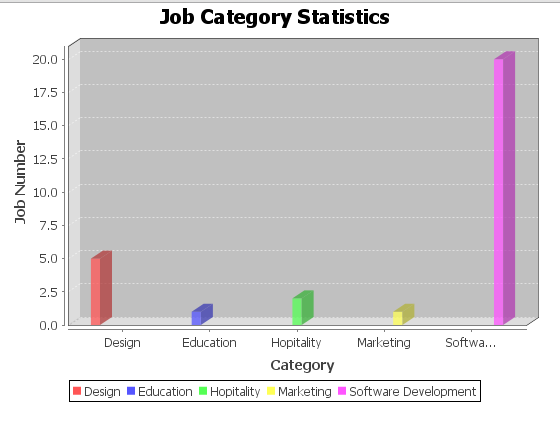 Job Category Statistics
20.0
17.5
15.0
12.5
10.0
7.5
5.0
2.5
0.0
Job Number
Design Education Hopitality Marketing Softwa...
Category
Design Education Hopitality Marketing Software Development